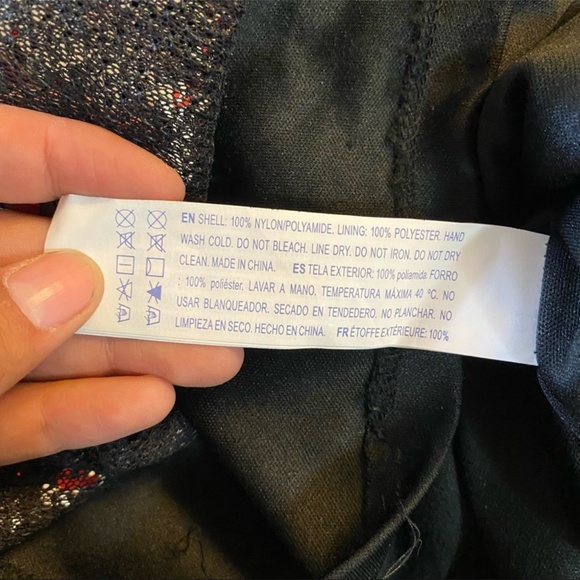 EN SHELL: 100% NYLON/POLYAMIDE. LINING: 100% POLYESTER. HAND
WASH COLD. DO NOT BLEACH. LINE DRY. DO NOT IRON. DO NOT DRY
CLEAN. MADE IN CHINA. ES TELA EXTERIOR: 100% poliamida. FORRO
: 100% poliéster. LAVAR A MANO. TEMPERATURA MÁXIMA 40 ºC. NO
USAR BLANQUEADOR. SECADO EN TENDEDERO. NO PLANCHAR. NO
LIMPIEZA EN SECO. HECHO EN CHINA. FR ÉTOFFE EXTÉRIEURE: 100%